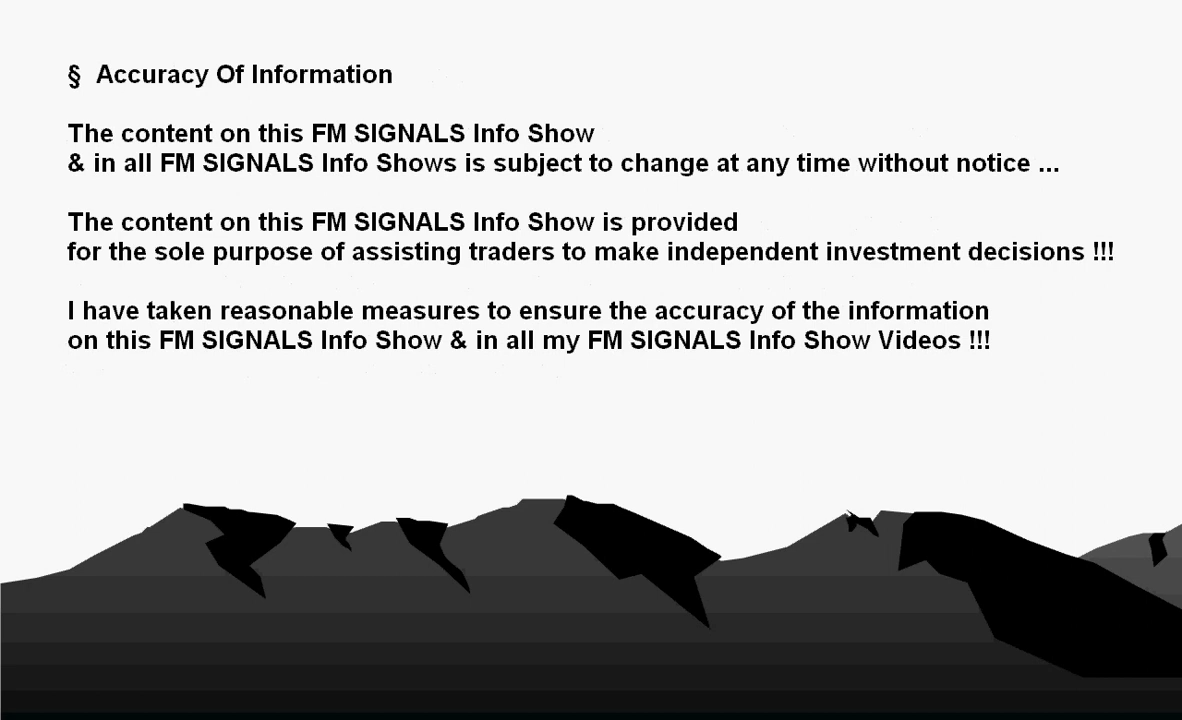 § Accuracy Of Information
The content on this FM SIGNALS Info Show
& in all FM SIGNALS Info Shows is subject to change at any time without notice ...
The content on this FM SIGNALS Info Show is provided
for the sole purpose of assisting traders to make independent investment decisions !!!
I have taken reasonable measures to ensure the accuracy of the information
on this FM SIGNALS Info Show & in all my FM SIGNALS Info Show Videos !!!